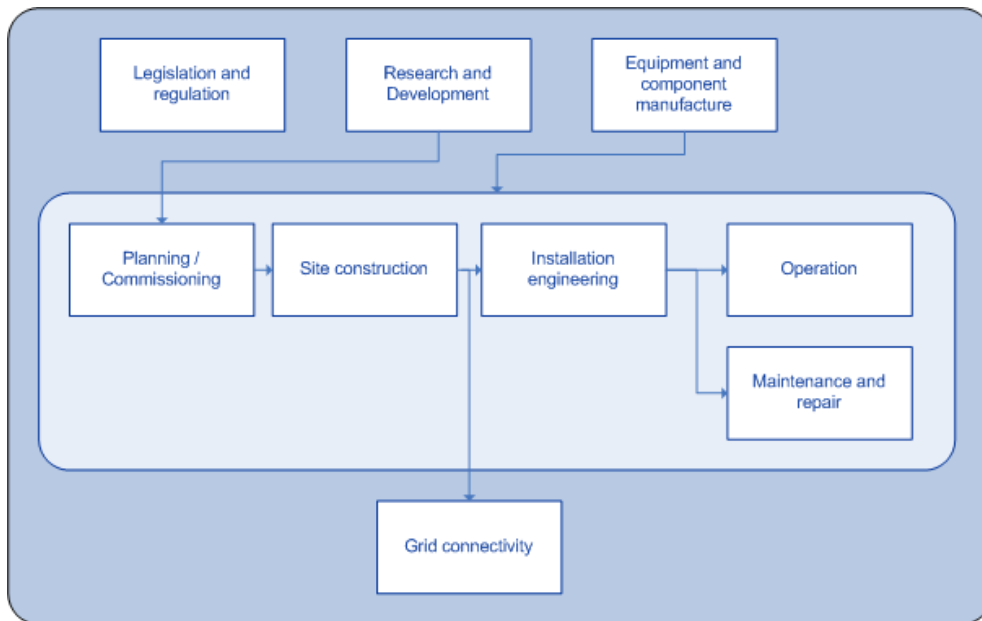 Legislation and
regulation
Research and
Development
Equipment and
component
manufacture
Planning /
Commissioning
Site construction
Installation
engineering
Operation
Maintenance and
repair
Grid connectivity